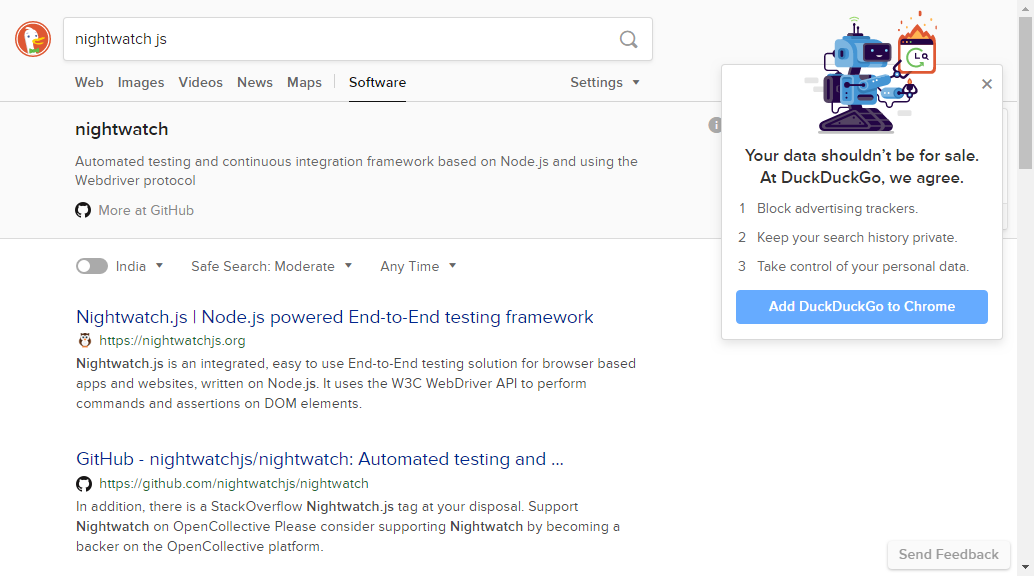 nightwatch js
Web Images Videos News Maps Software Settings
nightwatch
Automated testing and continuous integration framework based on Node.js and using the
Webdriver protocol
More at GitHub
Your data shouldn’t be for sale.
At DuckDuckGo, we agree.
1 Block advertising trackers.
2 Keep your search history private.
3 Take control of your personal data.
Add DuckDuckGo to Chrome
India Safe Search: Moderate Any Time
Nightwatch.js | Node.js powered End-to-End testing framework
https://nightwatchjs.org
Nightwatch.js is an integrated, easy to use End-to-End testing solution for browser based
apps and websites, written on Node.js. It uses the W3C WebDriver API to perform
commands and assertions on DOM elements.
GitHub - nightwatchjs/nightwatch: Automated testing and ...
https://github.com/nightwatchjs/nightwatch
In addition, there is a StackOverflow Nightwatch.js tag at your disposal. Support
Nightwatch on OpenCollective Please consider supporting Nightwatch by becoming a
backer on the OpenCollective platform.
Send Feedback